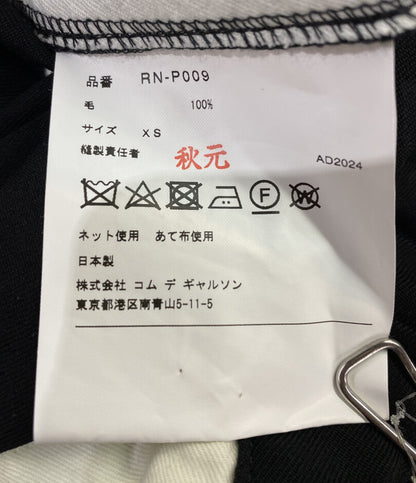 品番 RN-P009
毛 100%
サイズ XS
縫製責任者 秋元 AD2024
F W
ネット使用 あて布使用
日本製
株式会社 コム デ ギャルソン
東京都港区南青山5-11-5